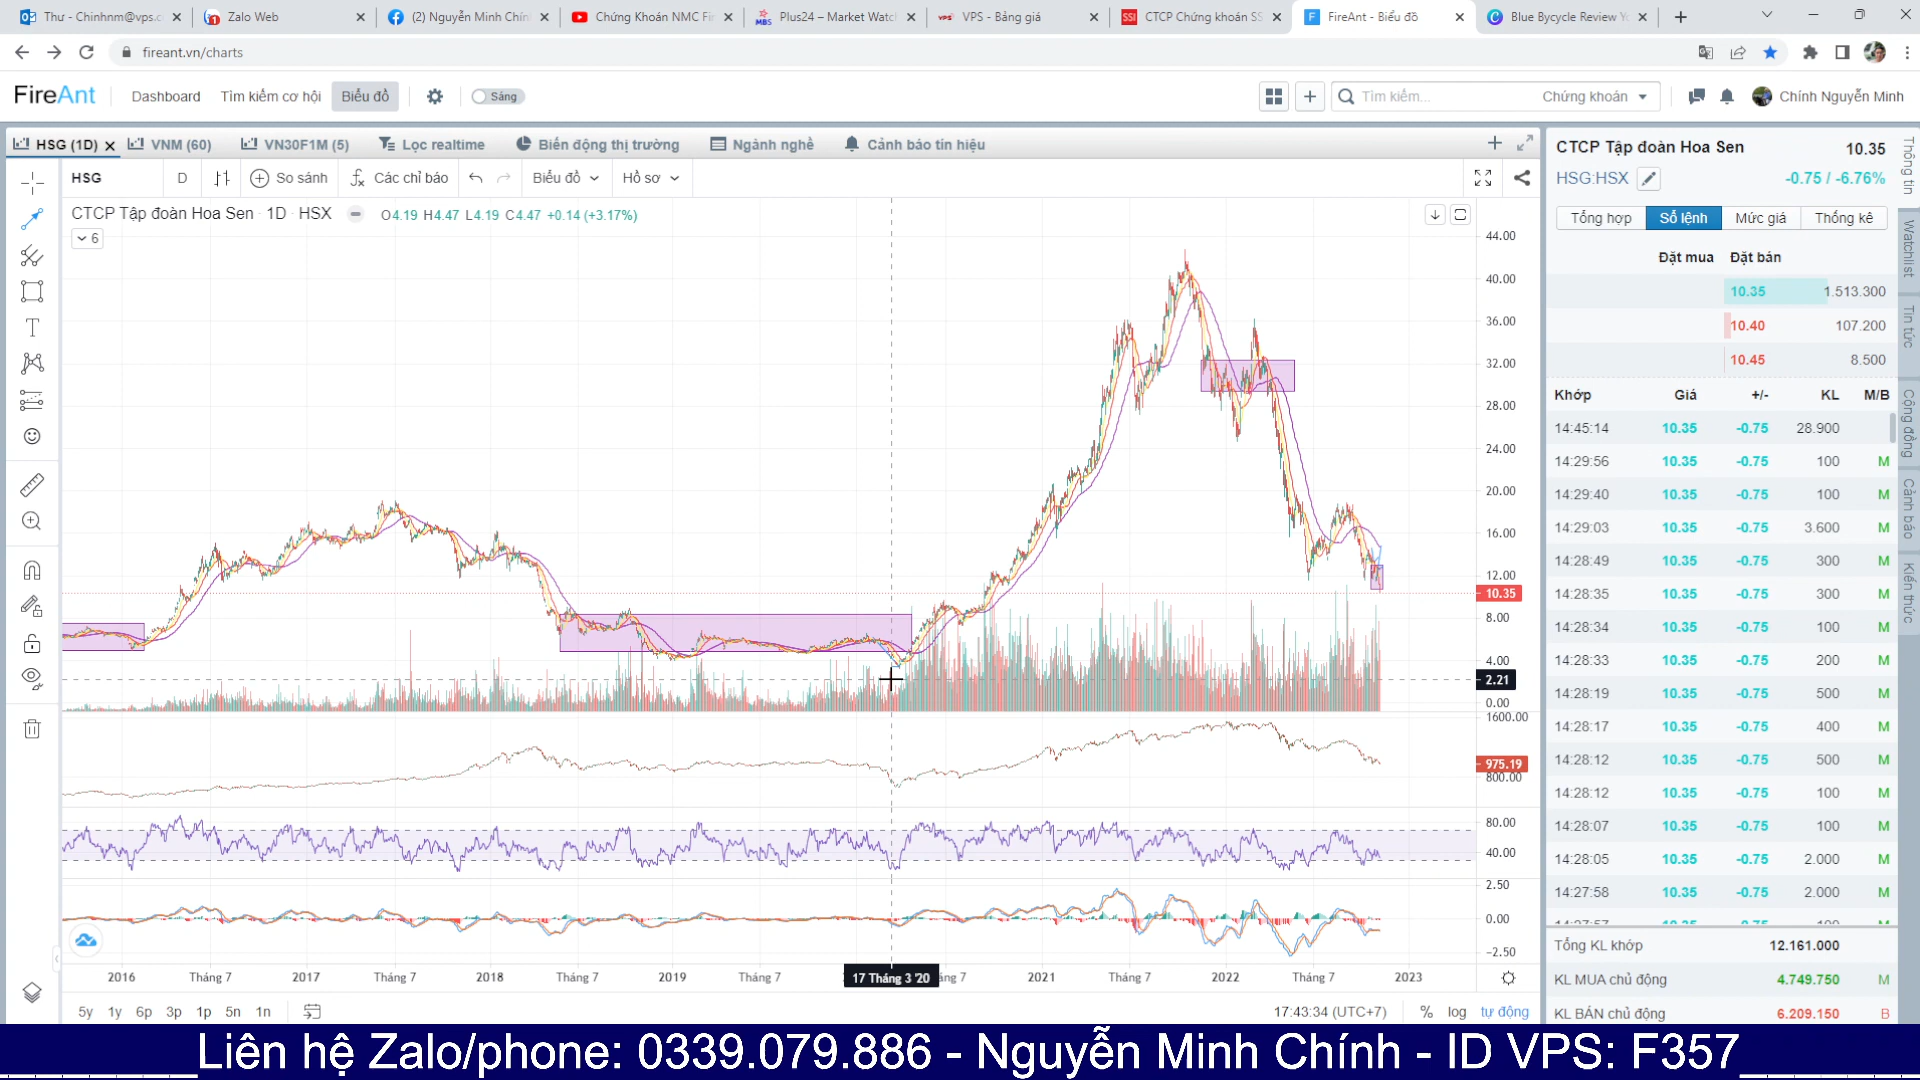 Thư - Chinhnm@vps.c
Zalo Web
(2) Nguyễn Minh Chín
Chứng Khoán NMC Fi
Plus24 – Market Watc
VPS - Bảng giá
CTCP Chứng khoán SS
FireAnt - Biểu đồ
Blue Bycycle Review Y
fireant.vn/charts
FireAnt
Dashboard
Tìm kiếm cơ hội
Biểu đồ
Sáng
Tìm kiếm...
Chứng khoán
Chính Nguyễn Minh
HSG (1D)
VNM (60)
VN30F1M (5)
Lọc realtime
Biến động thị trường
Ngành nghề
Cảnh báo tín hiệu
HSG
D
So sánh
Các chỉ báo
Biểu đồ
Hồ sơ
CTCP Tập đoàn Hoa Sen · 1D · HSX
O4.19 H4.47 L4.19 C4.47 +0.14 (+3.17%)
6
44.00
40.00
36.00
32.00
28.00
24.00
20.00
16.00
12.00
10.35
8.00
4.00
2.21
0.00
1600.00
975.19
800.00
80.00
40.00
2.50
0.00
−2.50
2016
Tháng 7
2017
Tháng 7
2018
Tháng 7
2019
Tháng 7
17 Tháng 3 '20
áng 7
2021
Tháng 7
2022
Tháng 7
2023
5y 1y 6p 3p 1p 5n 1n
17:43:34 (UTC+7)
% log tự động
CTCP Tập đoàn Hoa Sen 10.35
HSG:HSX -0.75 / -6.76%
Tổng hợp Sổ lệnh Mức giá Thống kê
Đặt mua Đặt bán
10.35 1.513.300
10.40 107.200
10.45 8.500
Khớp Giá +/- KL M/B
14:45:14 10.35 -0.75 28.900
14:29:56 10.35 -0.75 100 M
14:29:40 10.35 -0.75 100 M
14:29:03 10.35 -0.75 3.600 M
14:28:49 10.35 -0.75 300 M
14:28:35 10.35 -0.75 300 M
14:28:34 10.35 -0.75 100 M
14:28:33 10.35 -0.75 200 M
14:28:19 10.35 -0.75 500 M
14:28:17 10.35 -0.75 400 M
14:28:12 10.35 -0.75 500 M
14:28:12 10.35 -0.75 100 M
14:28:07 10.35 -0.75 100 M
14:28:05 10.35 -0.75 2.000 M
14:27:58 10.35 -0.75 2.000 M
14:27:57 10.35 -0.75 100 M
Tổng KL khớp 12.161.000
KL MUA chủ động 4.749.750 M
KL BÁN chủ động 6.209.150 B
Thông tin
Watchlist
Tin tức
Cộng đồng
Cảnh báo
Kiến thức
Liên hệ Zalo/phone: 0339.079.886 - Nguyễn Minh Chính - ID VPS: F357